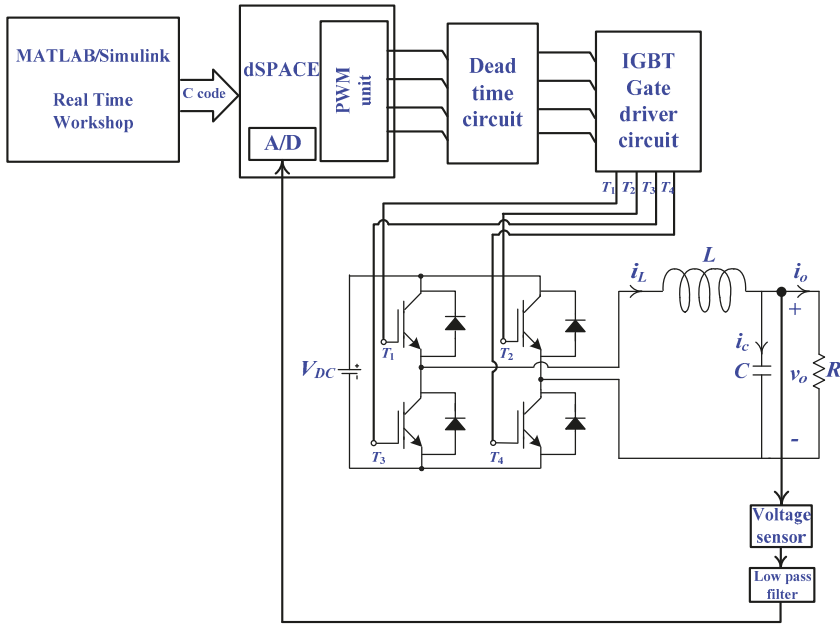 MATLAB/Simulink
Real Time
Workshop
C code
dSPACE
PWM
unit
A/D
Dead
time
circuit
IGBT
Gate
driver
circuit
T1 T2 T3 T4
VDC
T1
T2
T3
T4
iL
L
io
+
ic
C
vo
R
-
Voltage
sensor
Low pass
filter